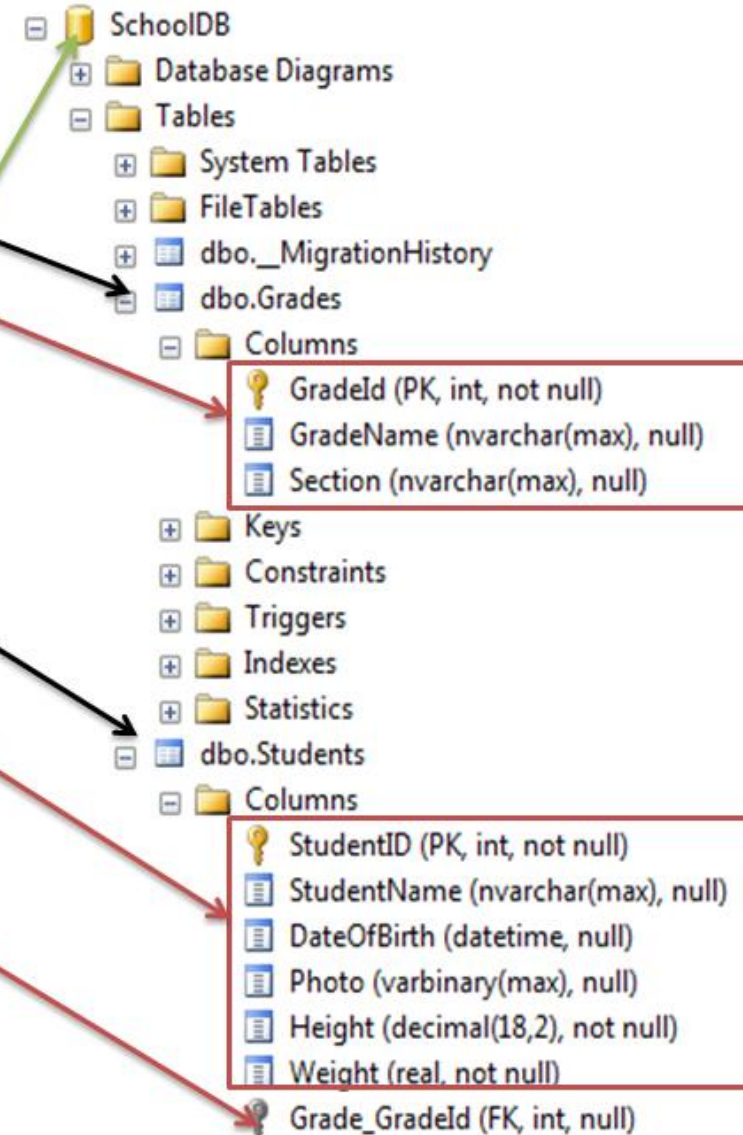 SchoolDB
Database Diagrams
Tables
System Tables
FileTables
dbo.__MigrationHistory
dbo.Grades
Columns
GradeId (PK, int, not null)
GradeName (nvarchar(max), null)
Section (nvarchar(max), null)
Keys
Constraints
Triggers
Indexes
Statistics
dbo.Students
Columns
StudentID (PK, int, not null)
StudentName (nvarchar(max), null)
DateOfBirth (datetime, null)
Photo (varbinary(max), null)
Height (decimal(18,2), not null)
Weight (real, not null)
Grade_GradeId (FK, int, null)